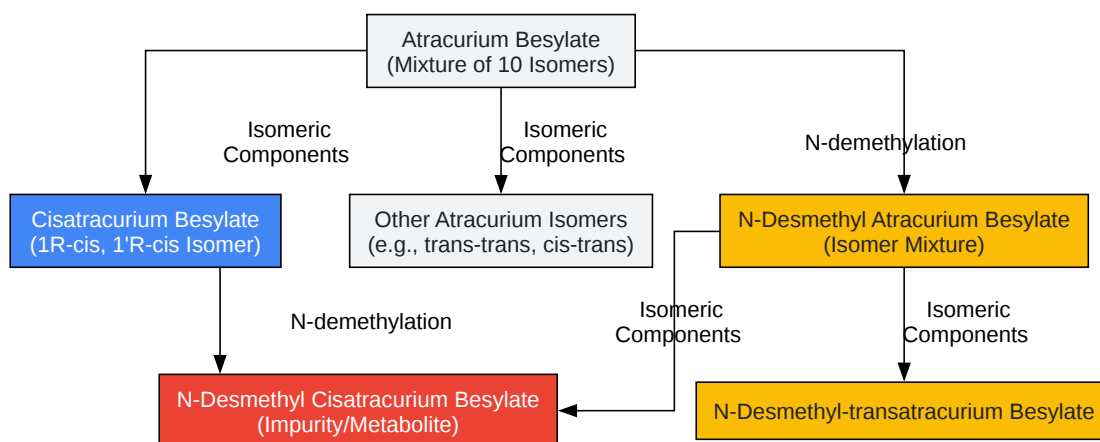 Atracurium Besylate
(Mixture of 10 Isomers)
Isomeric
Components
Isomeric
Components
N-demethylation
Cisatracurium Besylate
(1R-cis, 1'R-cis Isomer)
Other Atracurium Isomers
(e.g., trans-trans, cis-trans)
N-Desmethyl Atracurium Besylate
(Isomer Mixture)
N-demethylation
Isomeric
Components
Isomeric
Components
N-Desmethyl Cisatracurium Besylate
(Impurity/Metabolite)
N-Desmethyl-transatracurium Besylate